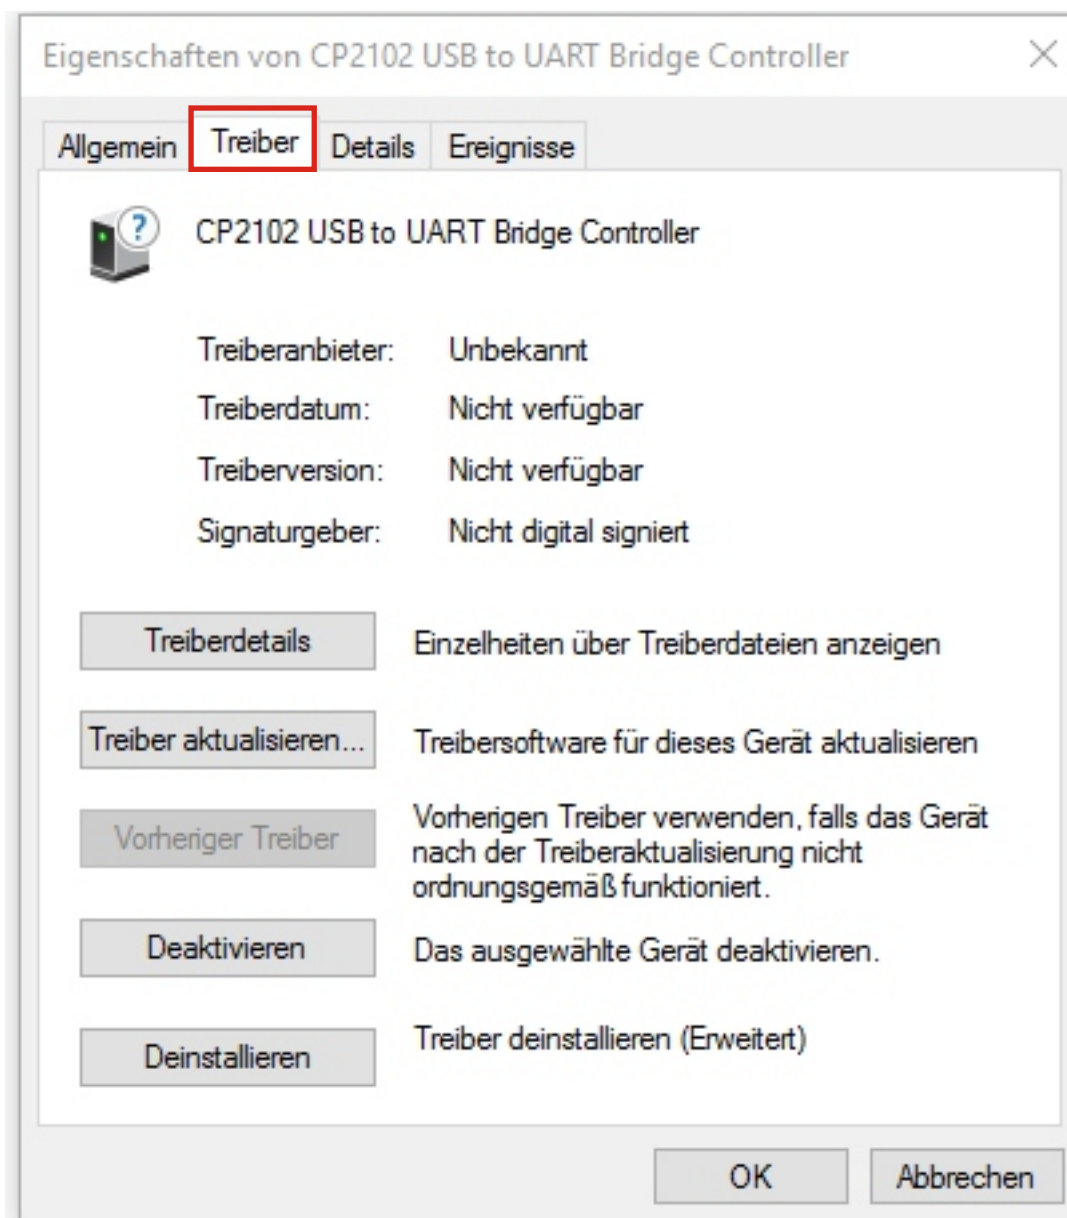 Eigenschaften von CP2102 USB to UART Bridge Controller
Allgemein Treiber Details Ereignisse
CP2102 USB to UART Bridge Controller
Treiberanbieter: Unbekannt
Treiberdatum: Nicht verfügbar
Treiberversion: Nicht verfügbar
Signaturgeber: Nicht digital signiert
Treiberdetails Einzelheiten über Treiberdateien anzeigen
Treiber aktualisieren... Treibersoftware für dieses Gerät aktualisieren
Vorheriger Treiber
Vorherigen Treiber verwenden, falls das Gerät
nach der Treiberaktualisierung nicht
ordnungsgemäß funktioniert.
Deaktivieren Das ausgewählte Gerät deaktivieren.
Deinstallieren Treiber deinstallieren (Erweitert)
OK Abbrechen